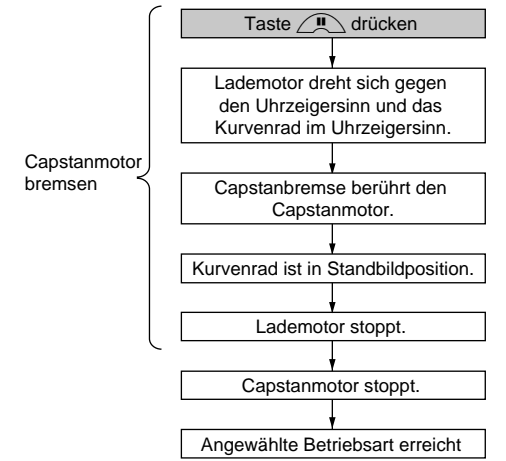 Taste drücken
Lademotor dreht sich gegen
den Uhrzeigersinn und das
Kurvenrad im Uhrzeigersinn.
Capstanmotor
bremsen
Capstanbremse berührt den
Capstanmotor.
Kurvenrad ist in Standbildposition.
Lademotor stoppt.
Capstanmotor stoppt.
Angewählte Betriebsart erreicht